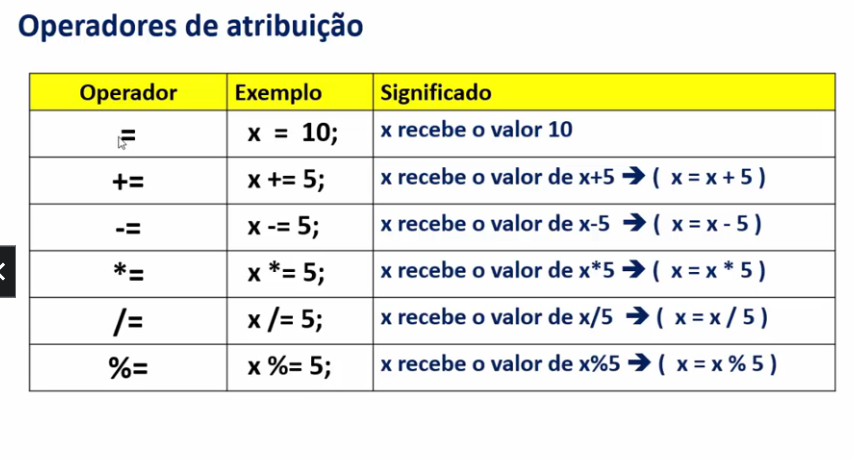 Operadores de atribuição
Operador Exemplo Significado
= x = 10; x recebe o valor 10
+= x += 5; x recebe o valor de x+5 ➔ ( x = x + 5 )
-= x -= 5; x recebe o valor de x-5 ➔ ( x = x - 5 )
*= x *= 5; x recebe o valor de x*5 ➔ ( x = x * 5 )
/= x /= 5; x recebe o valor de x/5 ➔ ( x = x / 5 )
%= x %= 5; x recebe o valor de x%5 ➔ ( x = x % 5 )